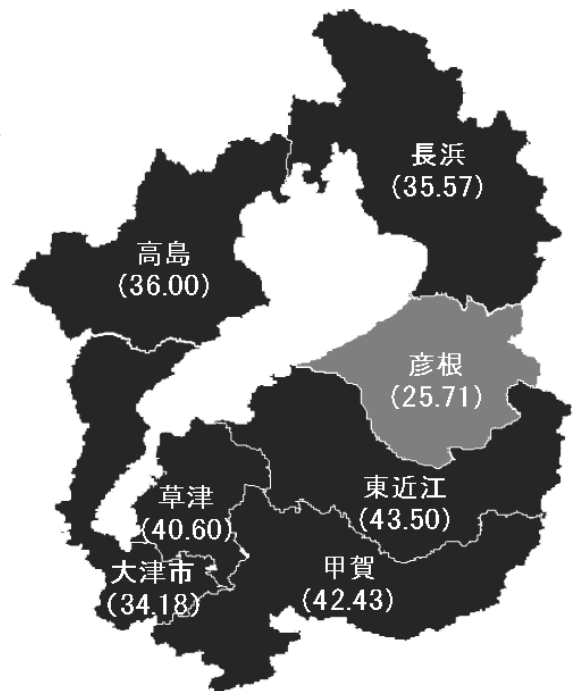 長浜
(35.57)
高島
(36.00)
彦根
(25.71)
東近江
(43.50)
草津
(40.60)
甲賀
(42.43)
大津市
(34.18)